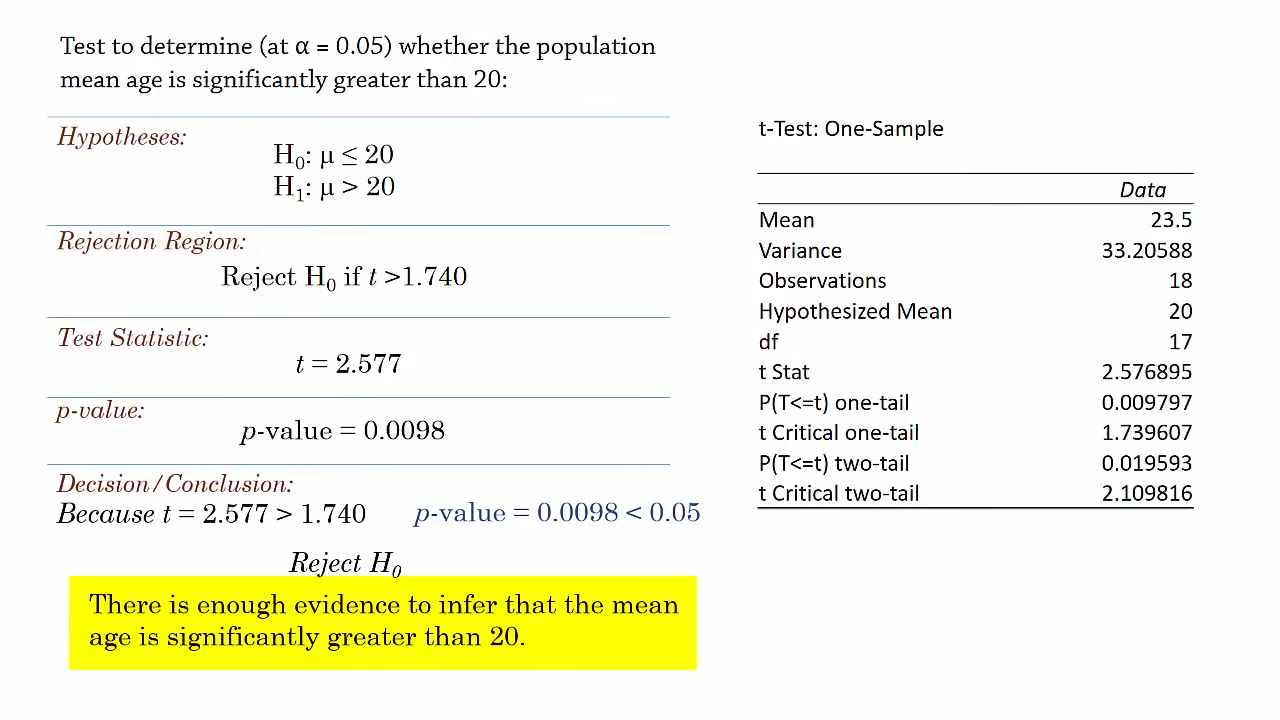 Test to determine (at α = 0.05) whether the population
mean age is significantly greater than 20:
Hypotheses:
H₀: μ ≤ 20
H₁: μ > 20
Rejection Region:
Reject H₀ if t >1.740
Test Statistic:
t = 2.577
p-value:
p-value = 0.0098
Decision/Conclusion:
Because t = 2.577 > 1.740 p-value = 0.0098 < 0.05
Reject H₀
There is enough evidence to infer that the mean
age is significantly greater than 20.
t-Test: One-Sample
Data
Mean 23.5
Variance 33.20588
Observations 18
Hypothesized Mean 20
df 17
t Stat 2.576895
P(T<=t) one-tail 0.009797
t Critical one-tail 1.739607
P(T<=t) two-tail 0.019593
t Critical two-tail 2.109816